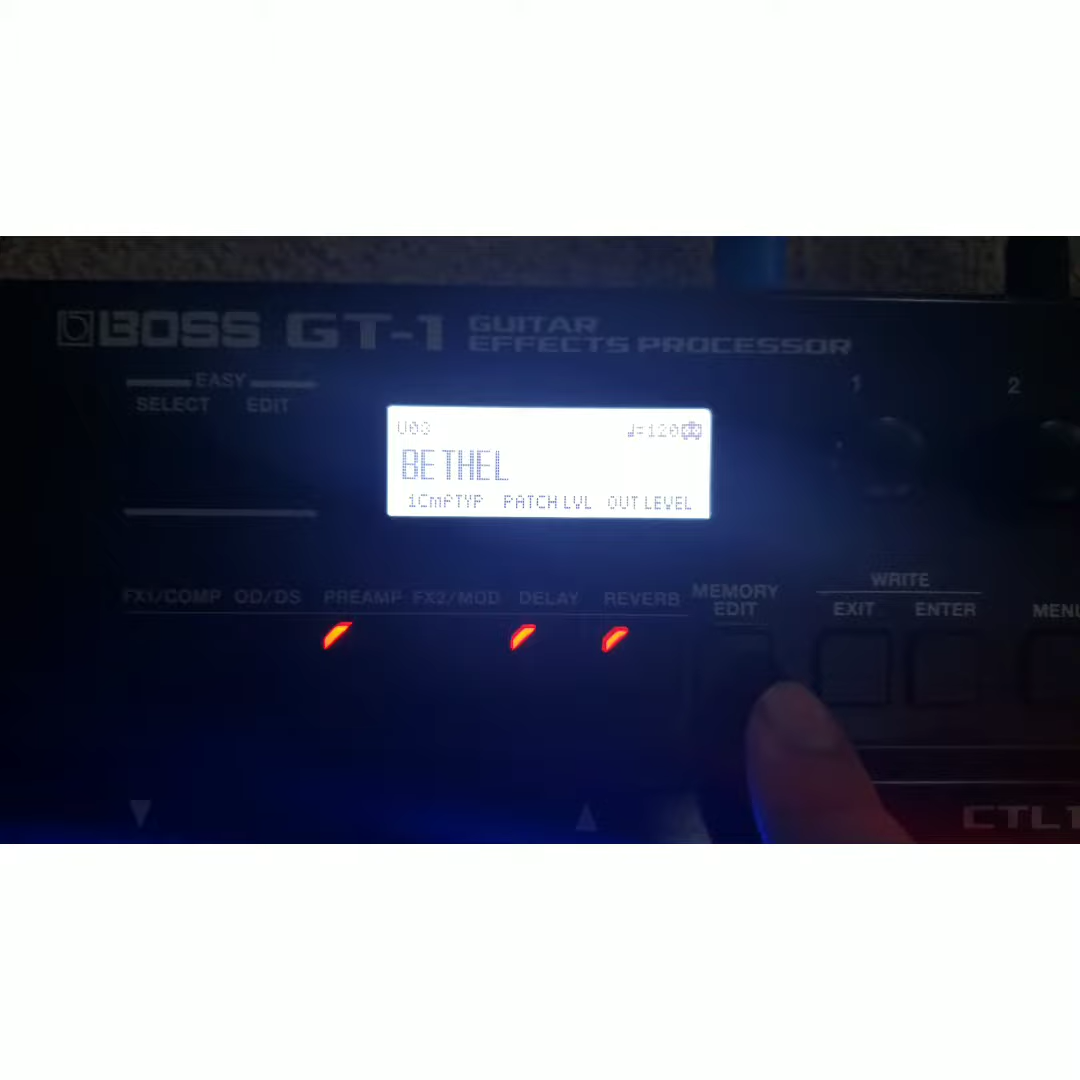 BOSS GT-1 GUITAR EFFECTS PROCESSOR
EASY
SELECT EDIT
1 2
U03 ♩=120
BETHEL
1CmPTYP PATCH LVL OUT LEVEL
FX1/COMP OD/DS PREAMP FX2/MOD DELAY REVERB
MEMORY EDIT
WRITE
EXIT ENTER
MENU
CTL1